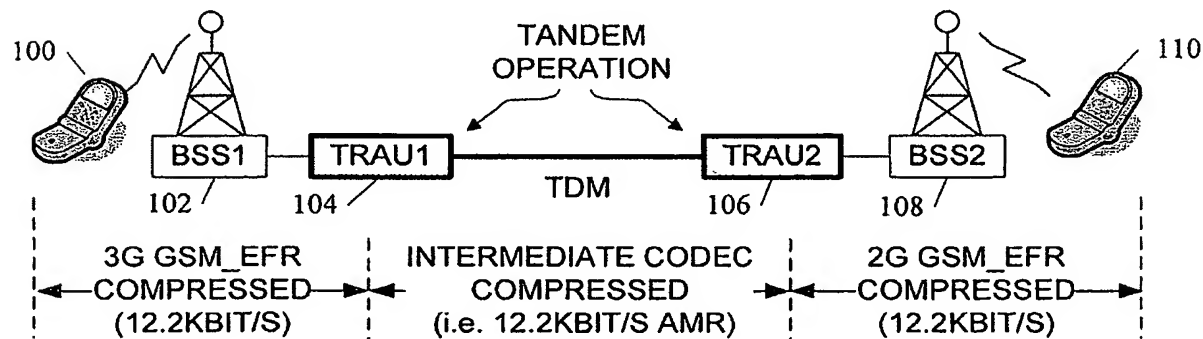 100
TANDEM
OPERATION
110
BSS1
TRAU1
TRAU2
BSS2
102
104
TDM
106
108
3G GSM_EFR
COMPRESSED
(12.2KBIT/S)
INTERMEDIATE CODEC
COMPRESSED
(i.e. 12.2KBIT/S AMR)
2G GSM_EFR
COMPRESSED
(12.2KBIT/S)